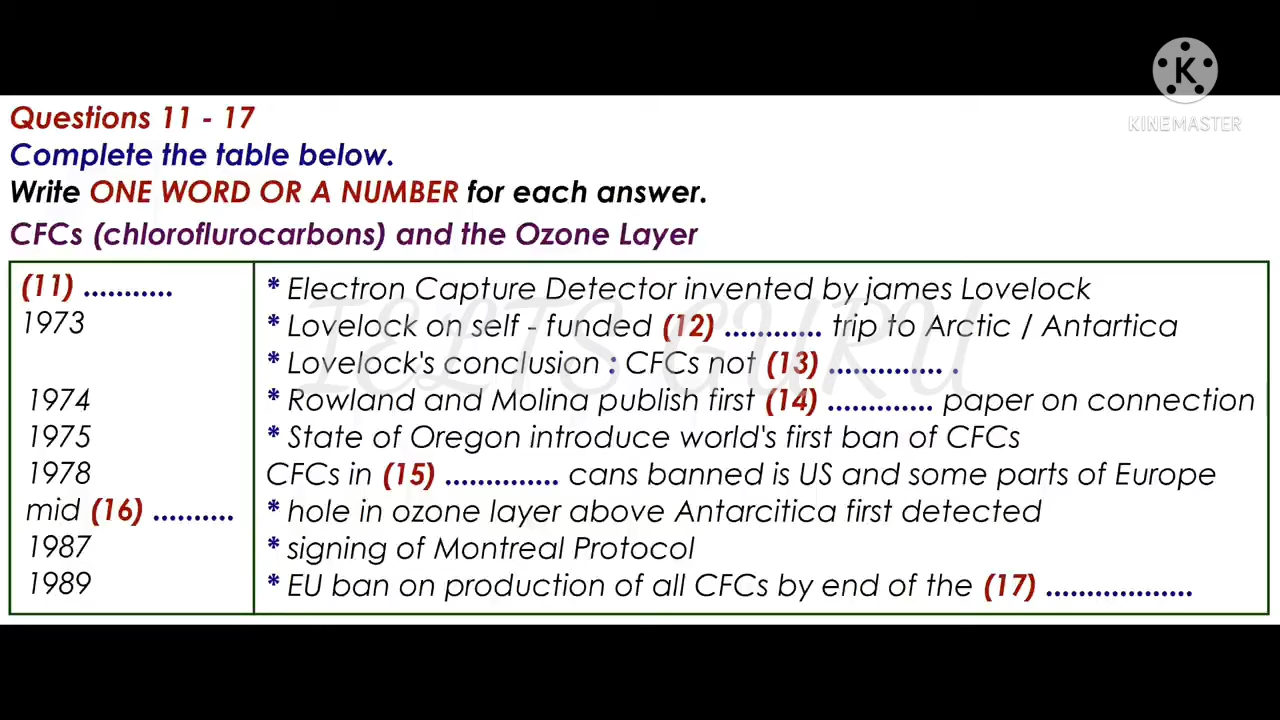 K
KINEMASTER
Questions 11 - 17
Complete the table below.
Write ONE WORD OR A NUMBER for each answer.
CFCs (chloroflurocarbons) and the Ozone Layer
(11) ........... * Electron Capture Detector invented by james Lovelock
1973 * Lovelock on self - funded (12) ............ trip to Arctic / Antartica
* Lovelock's conclusion : CFCs not (13) .............. .
1974 * Rowland and Molina publish first (14) ............. paper on connection
1975 * State of Oregon introduce world's first ban of CFCs
1978 CFCs in (15) .............. cans banned is US and some parts of Europe
mid (16) .......... * hole in ozone layer above Antarcitica first detected
1987 * signing of Montreal Protocol
1989 * EU ban on production of all CFCs by end of the (17) ..................
IELTS GURU